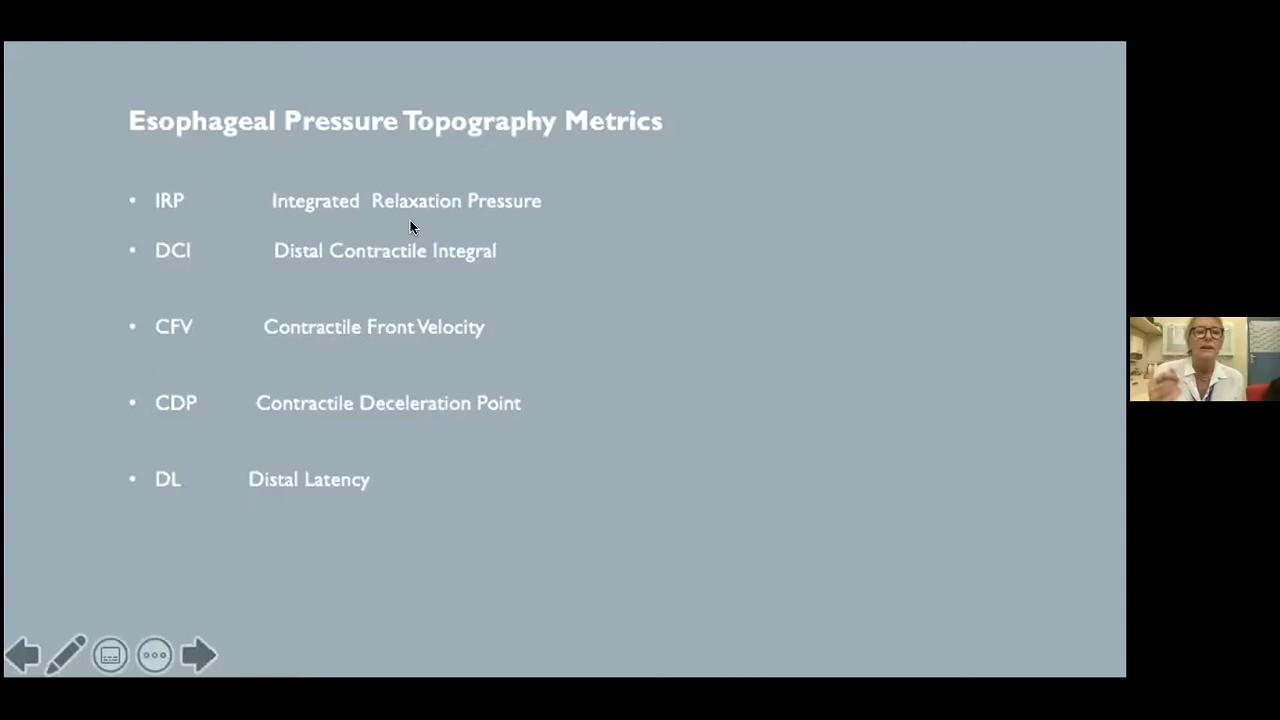 Esophageal Pressure Topography Metrics
• IRP Integrated Relaxation Pressure
• DCI Distal Contractile Integral
• CFV Contractile Front Velocity
• CDP Contractile Deceleration Point
• DL Distal Latency